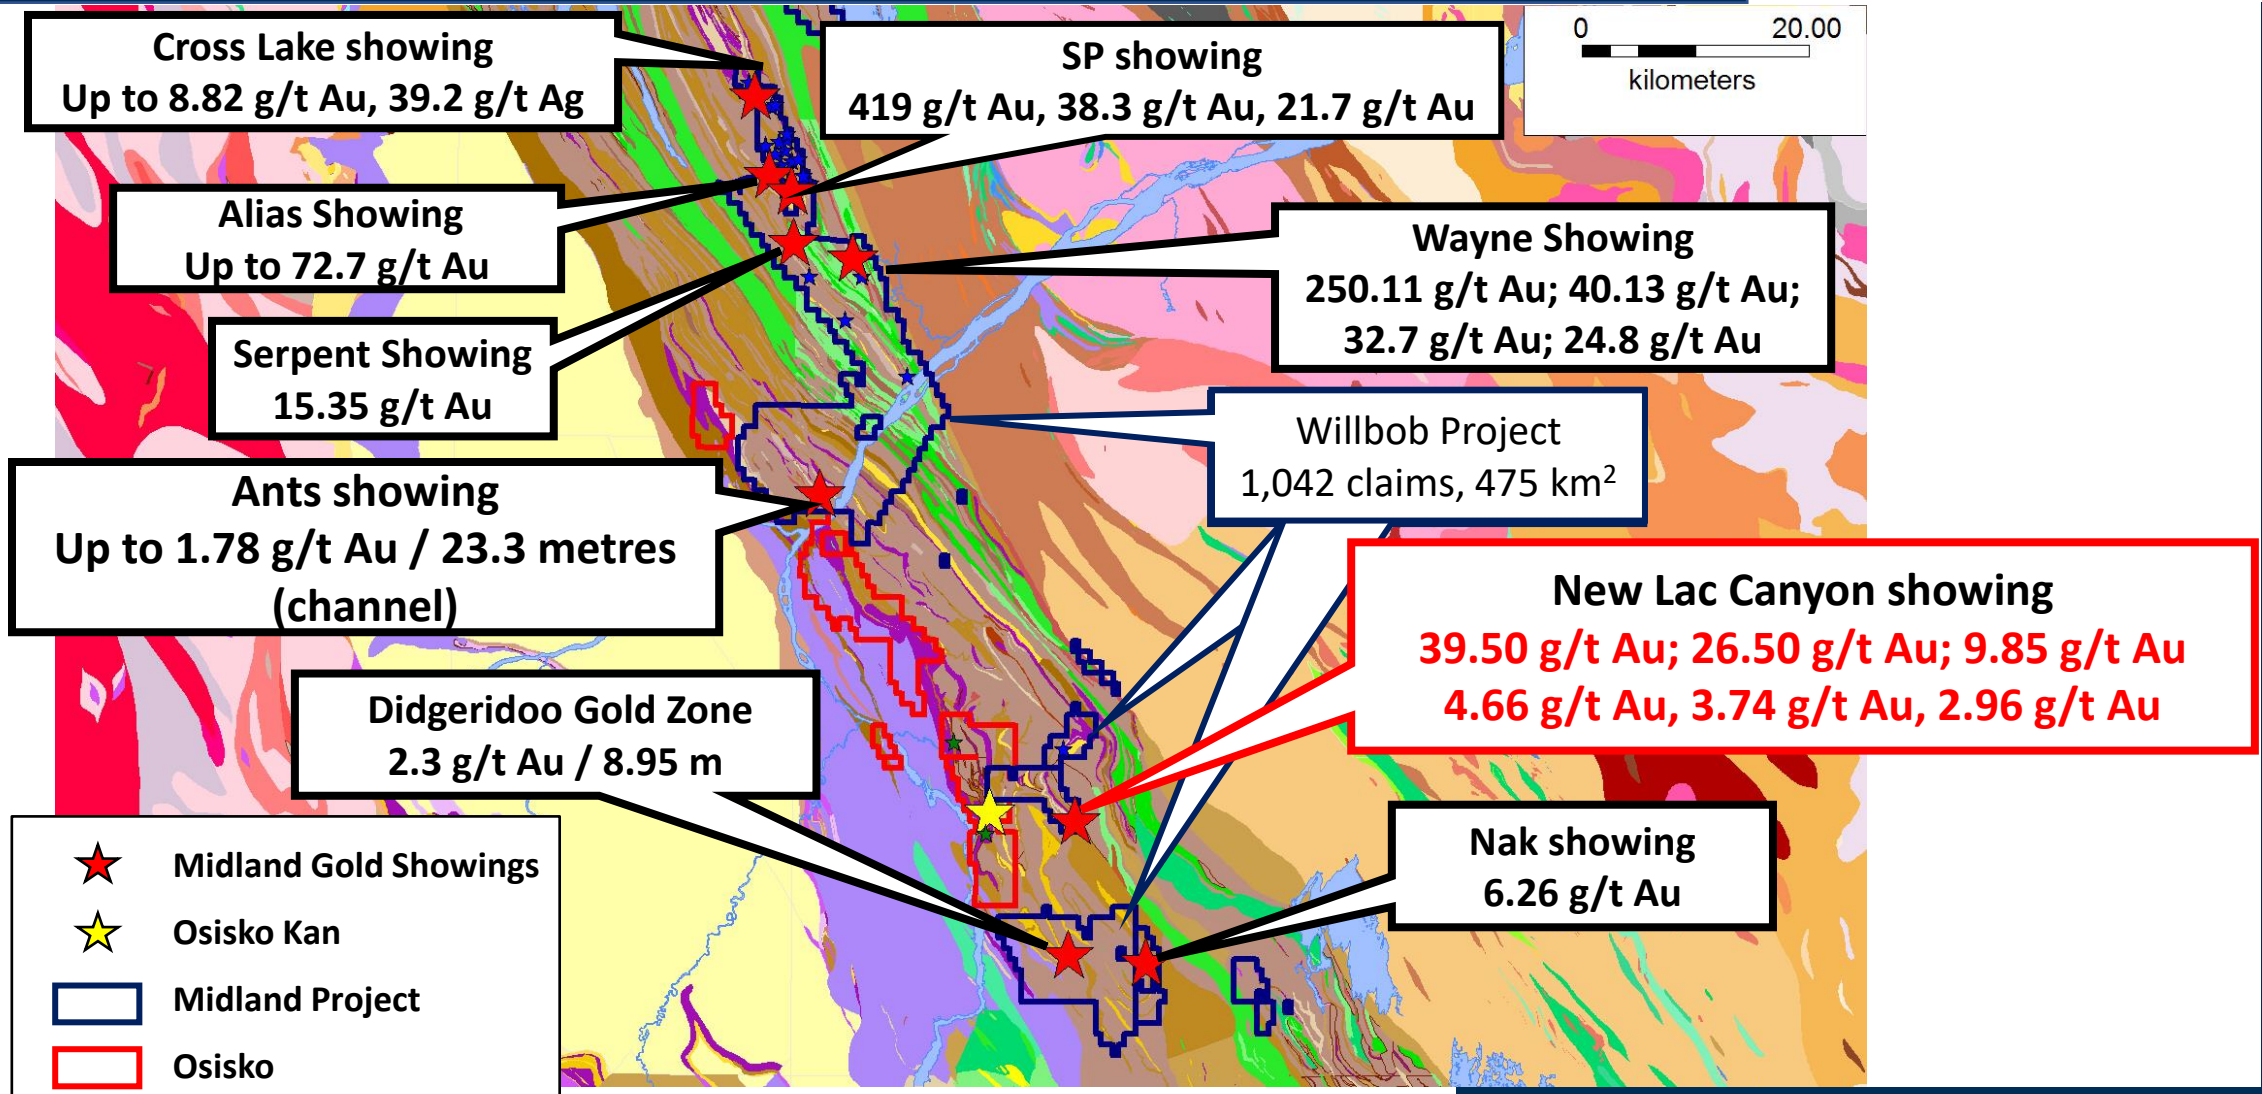 Cross Lake showing
Up to 8.82 g/t Au, 39.2 g/t Ag
SP showing
419 g/t Au, 38.3 g/t Au, 21.7 g/t Au
0 20.00
kilometers
Alias Showing
Up to 72.7 g/t Au
Wayne Showing
250.11 g/t Au; 40.13 g/t Au;
32.7 g/t Au; 24.8 g/t Au
Serpent Showing
15.35 g/t Au
Willbob Project
1,042 claims, 475 km²
Ants showing
Up to 1.78 g/t Au / 23.3 metres
(channel)
New Lac Canyon showing
39.50 g/t Au; 26.50 g/t Au; 9.85 g/t Au
4.66 g/t Au, 3.74 g/t Au, 2.96 g/t Au
Didgeridoo Gold Zone
2.3 g/t Au / 8.95 m
Nak showing
6.26 g/t Au
Midland Gold Showings
Osisko Kan
Midland Project
Osisko